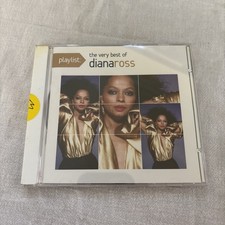 playlist:
the very best of
dianaross